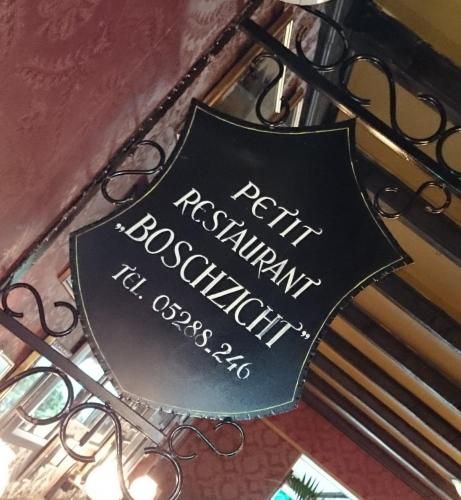 PETIT
RESTAURANT
„BOSCHZICHT”
TEL. 05288-246